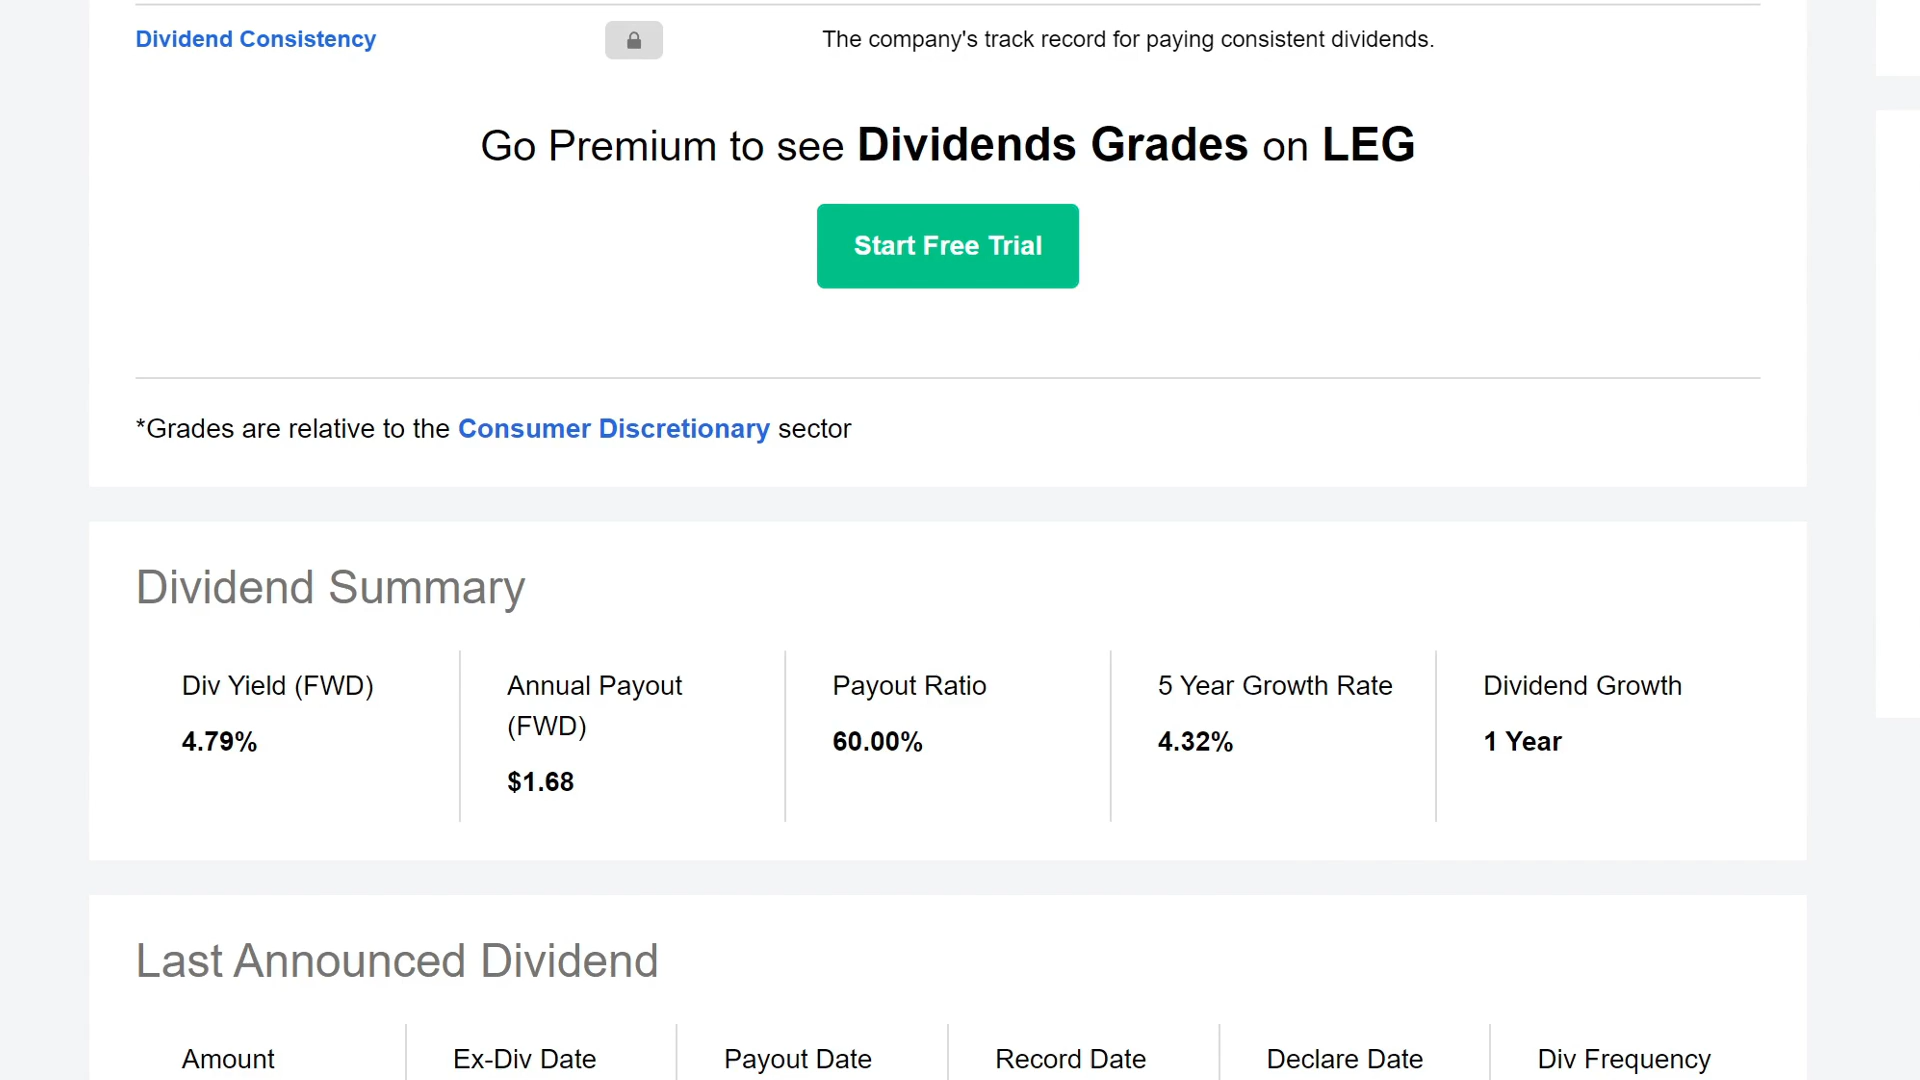 Dividend Consistency
The company's track record for paying consistent dividends.
Go Premium to see Dividends Grades on LEG
Start Free Trial
*Grades are relative to the Consumer Discretionary sector
Dividend Summary
Div Yield (FWD)
4.79%
Annual Payout
(FWD)
$1.68
Payout Ratio
60.00%
5 Year Growth Rate
4.32%
Dividend Growth
1 Year
Last Announced Dividend
Amount
Ex-Div Date
Payout Date
Record Date
Declare Date
Div Frequency